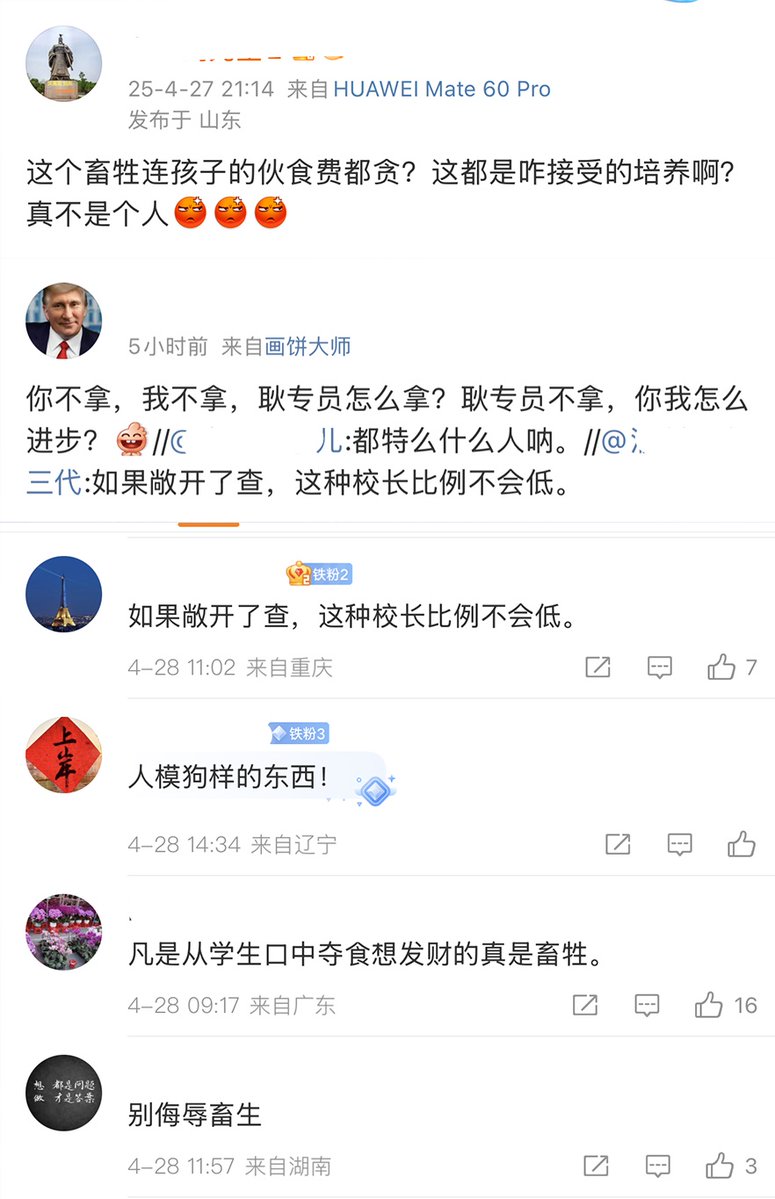 25-4-27 21:14 来自 HUAWEI Mate 60 Pro
发布于 山东
这个畜牲连孩子的伙食费都贪？这都是咋接受的培养啊？
真不是个人
5小时前 来自画饼大师
你不拿，我不拿，耿专员怎么拿？耿专员不拿，你我怎么
进步？//@ 儿:都特么什么人呐。//@
三代:如果敞开了查，这种校长比例不会低。
铁粉2
如果敞开了查，这种校长比例不会低。
4-28 11:02 来自重庆
7
上岸
铁粉3
人模狗样的东西！
4-28 14:34 来自辽宁
凡是从学生口中夺食想发财的真是畜牲。
4-28 09:17 来自广东
16
想 都是问题
做 才是答案
别侮辱畜生
4-28 11:57 来自湖南
3